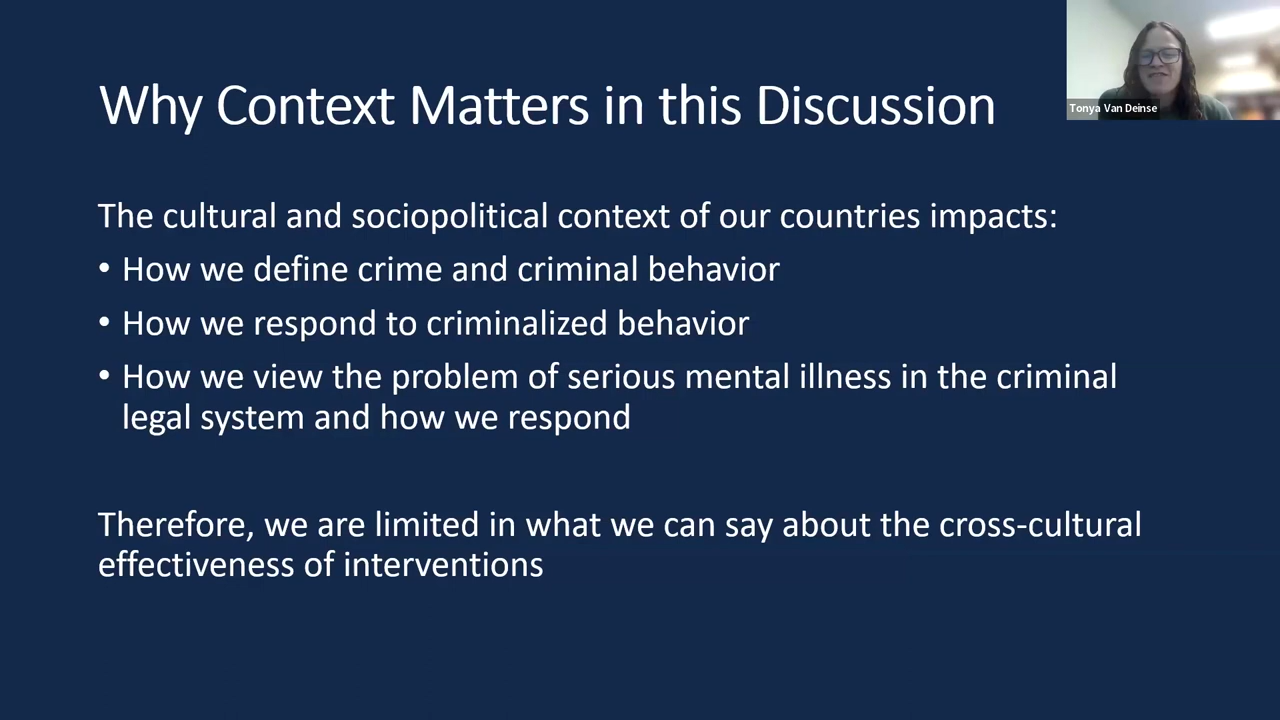 Why Context Matters in this Discussion
Tonya Van Deinse
The cultural and sociopolitical context of our countries impacts:
• How we define crime and criminal behavior
• How we respond to criminalized behavior
• How we view the problem of serious mental illness in the criminal
legal system and how we respond
Therefore, we are limited in what we can say about the cross-cultural
effectiveness of interventions